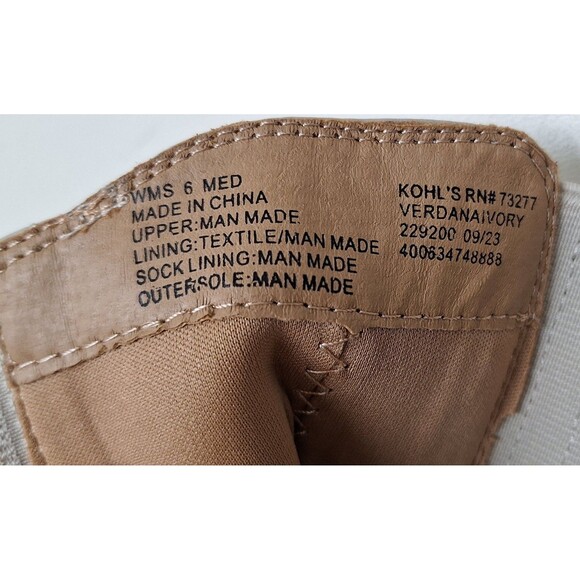 WMS 6 MED
MADE IN CHINA
UPPER:MAN MADE
LINING:TEXTILE/MAN MADE
SOCK LINING:MAN MADE
OUTERSOLE:MAN MADE
KOHL'S RN# 73277
VERDANAIVORY
229200 09/23
400634748888